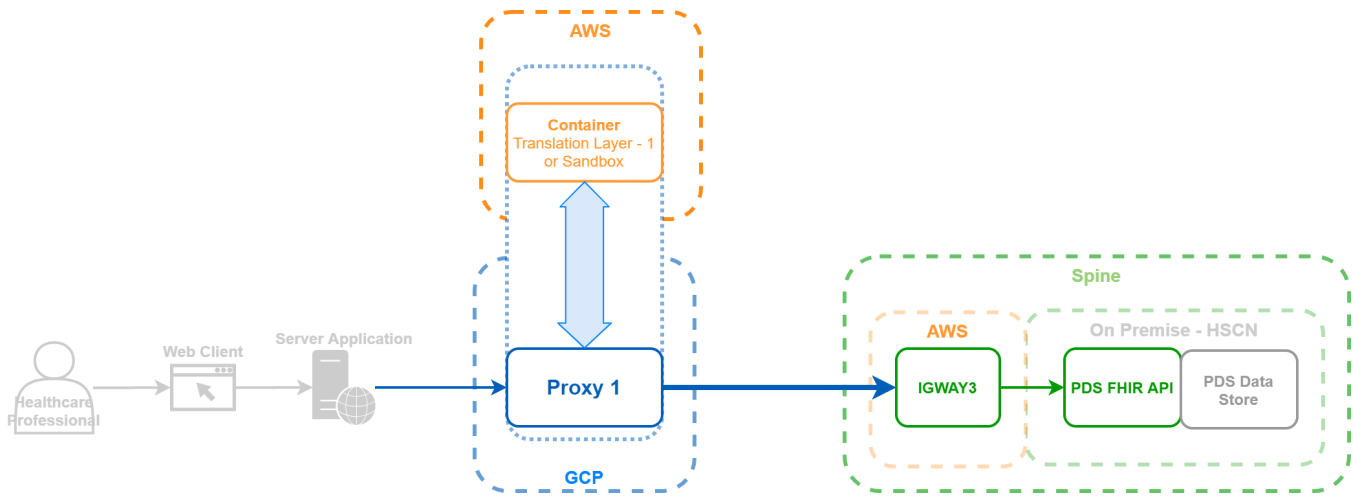 AWS
Container
Translation Layer - 1
or Sandbox
Spine
AWS
On Premise - HSCN
Server Application
Web Client
Healthcare
Professional
Proxy 1
IGWAY3
PDS FHIR API
PDS Data
Store
GCP